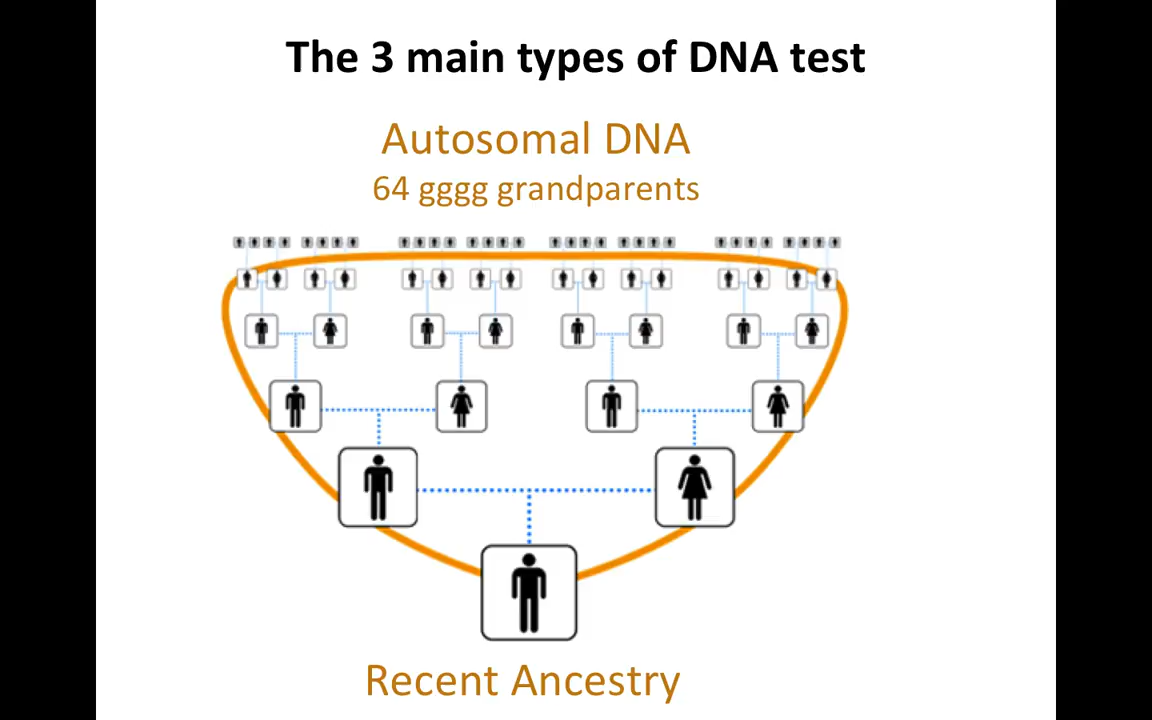 The 3 main types of DNA test
Autosomal DNA
64 gggg grandparents
Recent Ancestry